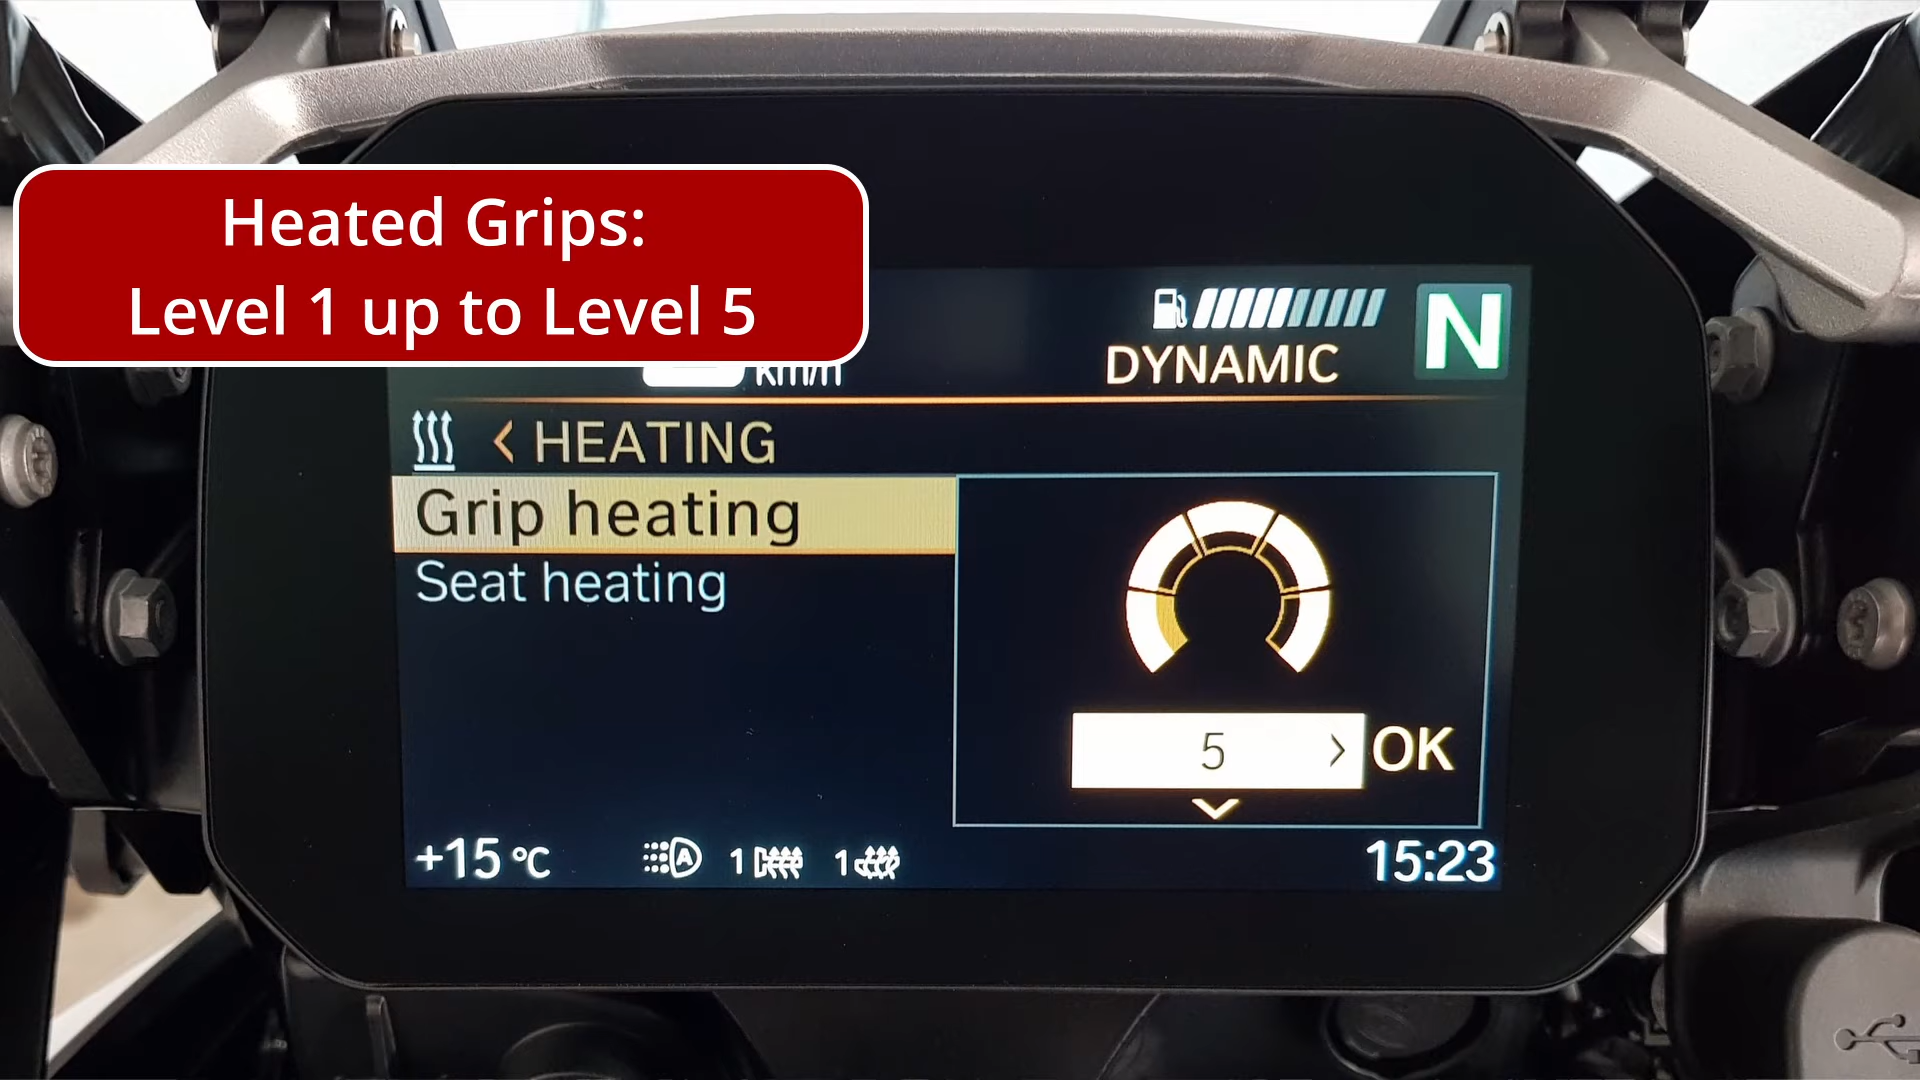 Heated Grips:
Level 1 up to Level 5
km/h
DYNAMIC
N
HEATING
Grip heating
Seat heating
5
OK
+15 °C
A
1
1
15:23